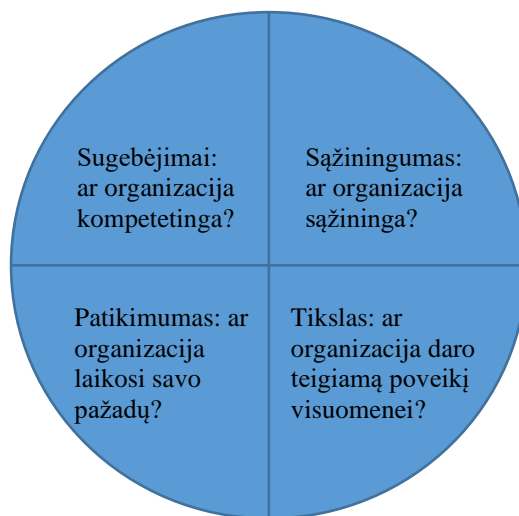 Sugebėjimai:
ar organizacija
kompetetinga?
Sąžiningumas:
ar organizacija
sąžininga?
Patikimumas: ar
organizacija
laikosi savo
pažadų?
Tikslas: ar
organizacija daro
teigiamą poveikį
visuomenei?